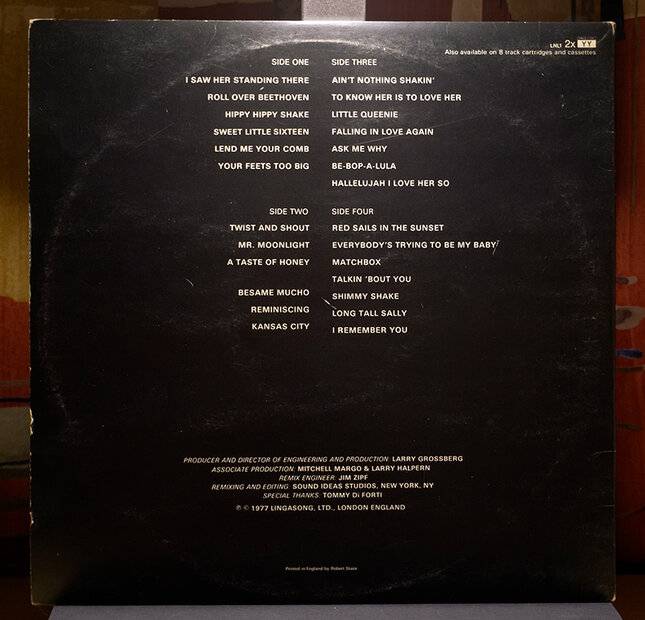 LNL1 2x YY
Also available on 8 track cartridges and cassettes
SIDE ONE
I SAW HER STANDING THERE
ROLL OVER BEETHOVEN
HIPPY HIPPY SHAKE
SWEET LITTLE SIXTEEN
LEND ME YOUR COMB
YOUR FEETS TOO BIG
SIDE TWO
TWIST AND SHOUT
MR. MOONLIGHT
A TASTE OF HONEY
BESAME MUCHO
REMINISCING
KANSAS CITY
SIDE THREE
AIN'T NOTHING SHAKIN'
TO KNOW HER IS TO LOVE HER
LITTLE QUEENIE
FALLING IN LOVE AGAIN
ASK ME WHY
BE-BOP-A-LULA
HALLELUJAH I LOVE HER SO
SIDE FOUR
RED SAILS IN THE SUNSET
EVERYBODY'S TRYING TO BE MY BABY
MATCHBOX
TALKIN 'BOUT YOU
SHIMMY SHAKE
LONG TALL SALLY
I REMEMBER YOU
PRODUCER AND DIRECTOR OF ENGINEERING AND PRODUCTION: LARRY GROSSBERG
ASSOCIATE PRODUCTION: MITCHELL MARGO & LARRY HALPERN
REMIX ENGINEER: JIM ZIPF
REMIXING AND EDITING: SOUND IDEAS STUDIOS, NEW YORK, NY
SPECIAL THANKS: TOMMY Di FORTI
℗ © 1977 LINGASONG, LTD., LONDON ENGLAND
Printed in England by Robert Stace